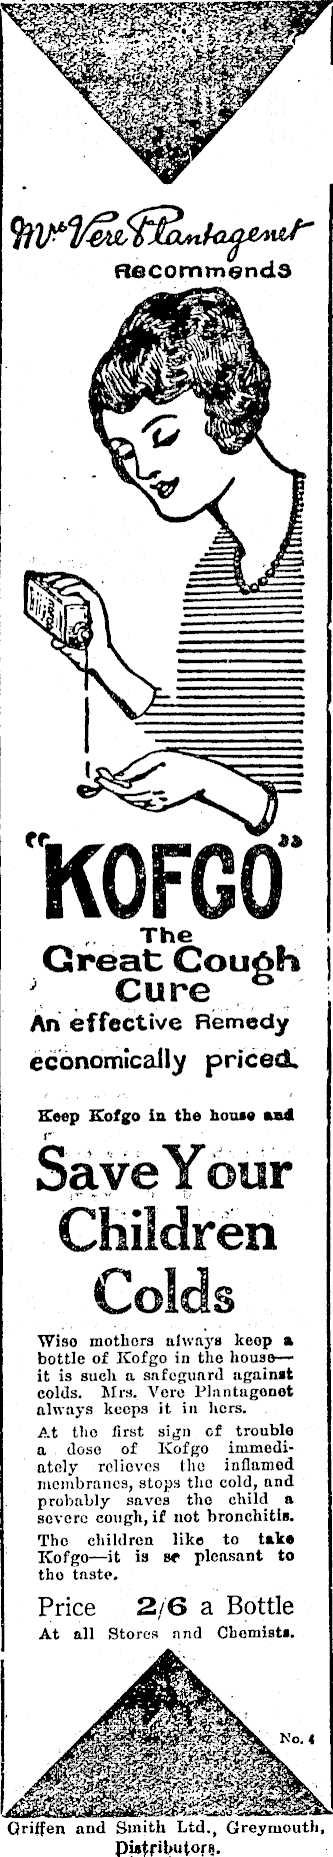 Mrs Vere Plantagenet
Recommends
"KOFGO"
The
Great Cough
Cure
An effective Remedy
economically priced.
Keep Kofgo in the house and
Save Your
Children
Colds
Wise mothers always keep a
bottle of Kofgo in the house—
it is such a safeguard against
colds. Mrs. Vere Plantagenet
always keeps it in hers.
At the first sign of trouble
a dose of Kofgo immedi-
ately relieves the inflamed
membranes, stops the cold, and
probably saves the child a
severe cough, if not bronchitis.
The children like to take
Kofgo—it is so pleasant to
the taste.
Price 2/6 a Bottle
At all Stores and Chemists.
No. 4
Griffen and Smith Ltd., Greymouth,
Distributors.